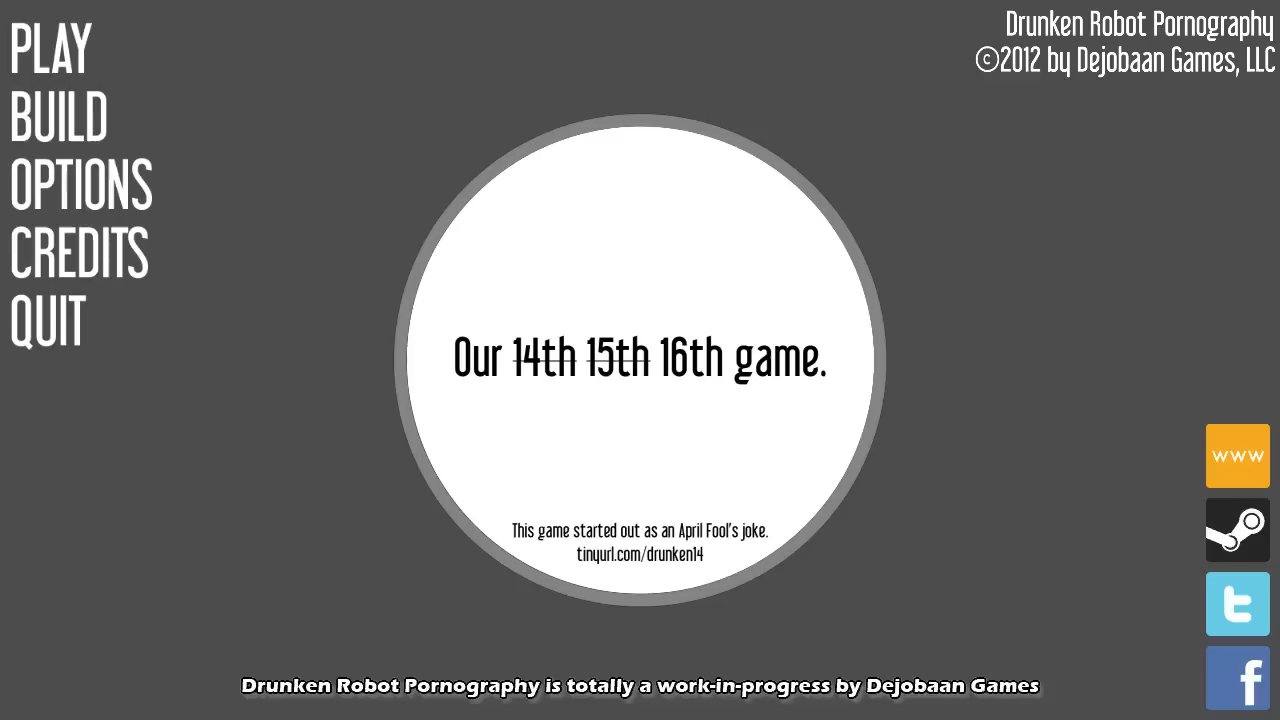 PLAY
BUILD
OPTIONS
CREDITS
QUIT
Drunken Robot Pornography
©2012 by Dejobaan Games, LLC
Our 14th 15th 16th game.
This game started out as an April Fool's joke.
tinyurl.com/drunken14
www
t
f
Drunken Robot Pornography is totally a work-in-progress by Dejobaan Games